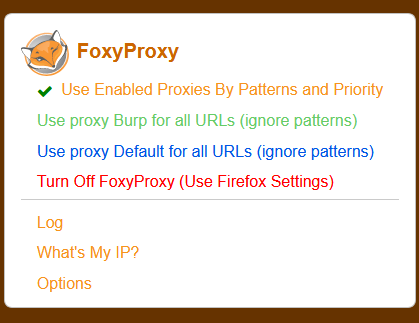 FoxyProxy
Use Enabled Proxies By Patterns and Priority
Use proxy Burp for all URLs (ignore patterns)
Use proxy Default for all URLs (ignore patterns)
Turn Off FoxyProxy (Use Firefox Settings)
Log
What's My IP?
Options